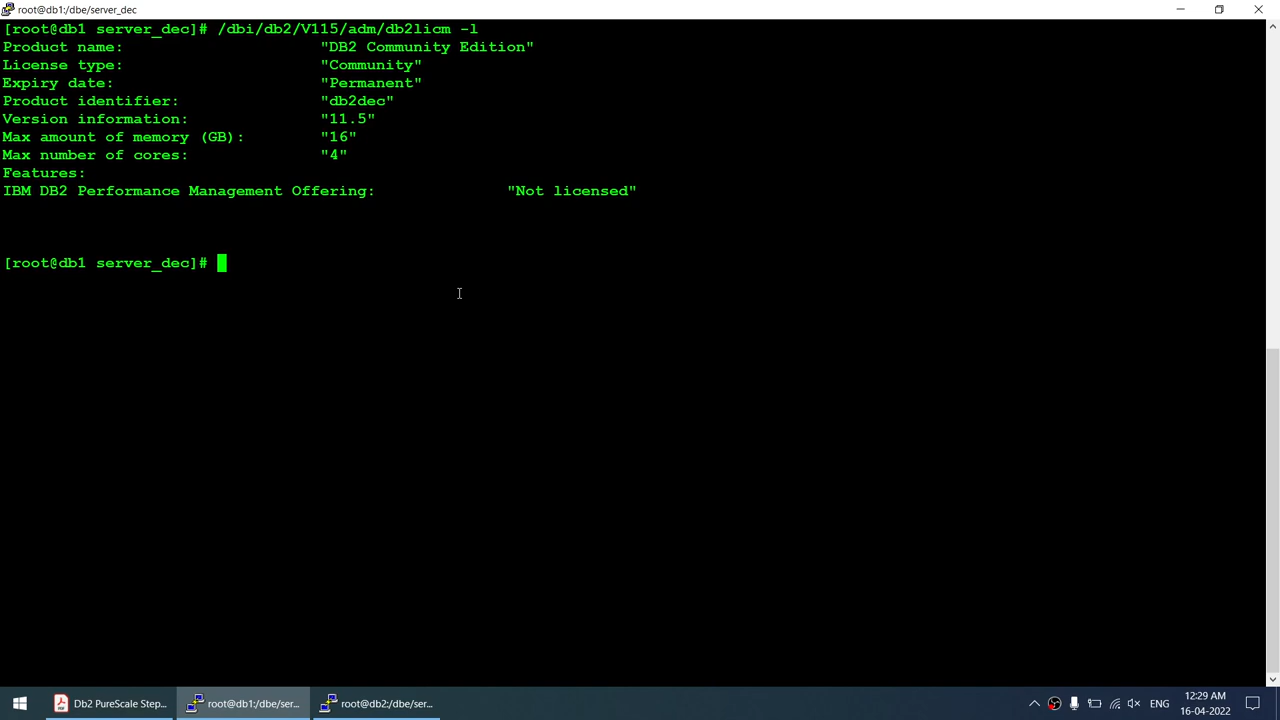 root@db1:/dbe/server_dec
[root@db1 server_dec]# /dbi/db2/V115/adm/db2licm -l
Product name: "DB2 Community Edition"
License type: "Community"
Expiry date: "Permanent"
Product identifier: "db2dec"
Version information: "11.5"
Max amount of memory (GB): "16"
Max number of cores: "4"
Features:
IBM DB2 Performance Management Offering: "Not licensed"
[root@db1 server_dec]#
Db2 PureScale Step...
root@db1:/dbe/ser...
root@db2:/dbe/ser...
ENG
12:29 AM
16-04-2022